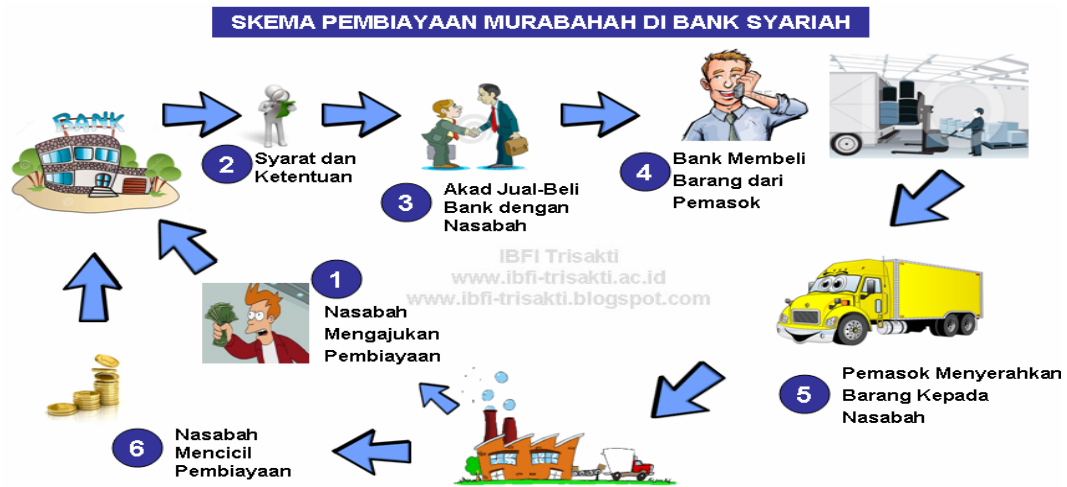 SKEMA PEMBIAYAAN MURABAHAH DI BANK SYARIAH
BANK
2
Syarat dan
Ketentuan
3
Akad Jual-Beli
Bank dengan
Nasabah
4
Bank Membeli
Barang dari
Pemasok
IBFI Trisakti
www.ibfi-trisakti.ac.id
www.ibfi-trisakti.blogspot.com
1
Nasabah
Mengajukan
Pembiayaan
5
Pemasok Menyerahkan
Barang Kepada
Nasabah
6
Nasabah
Mencicil
Pembiayaan